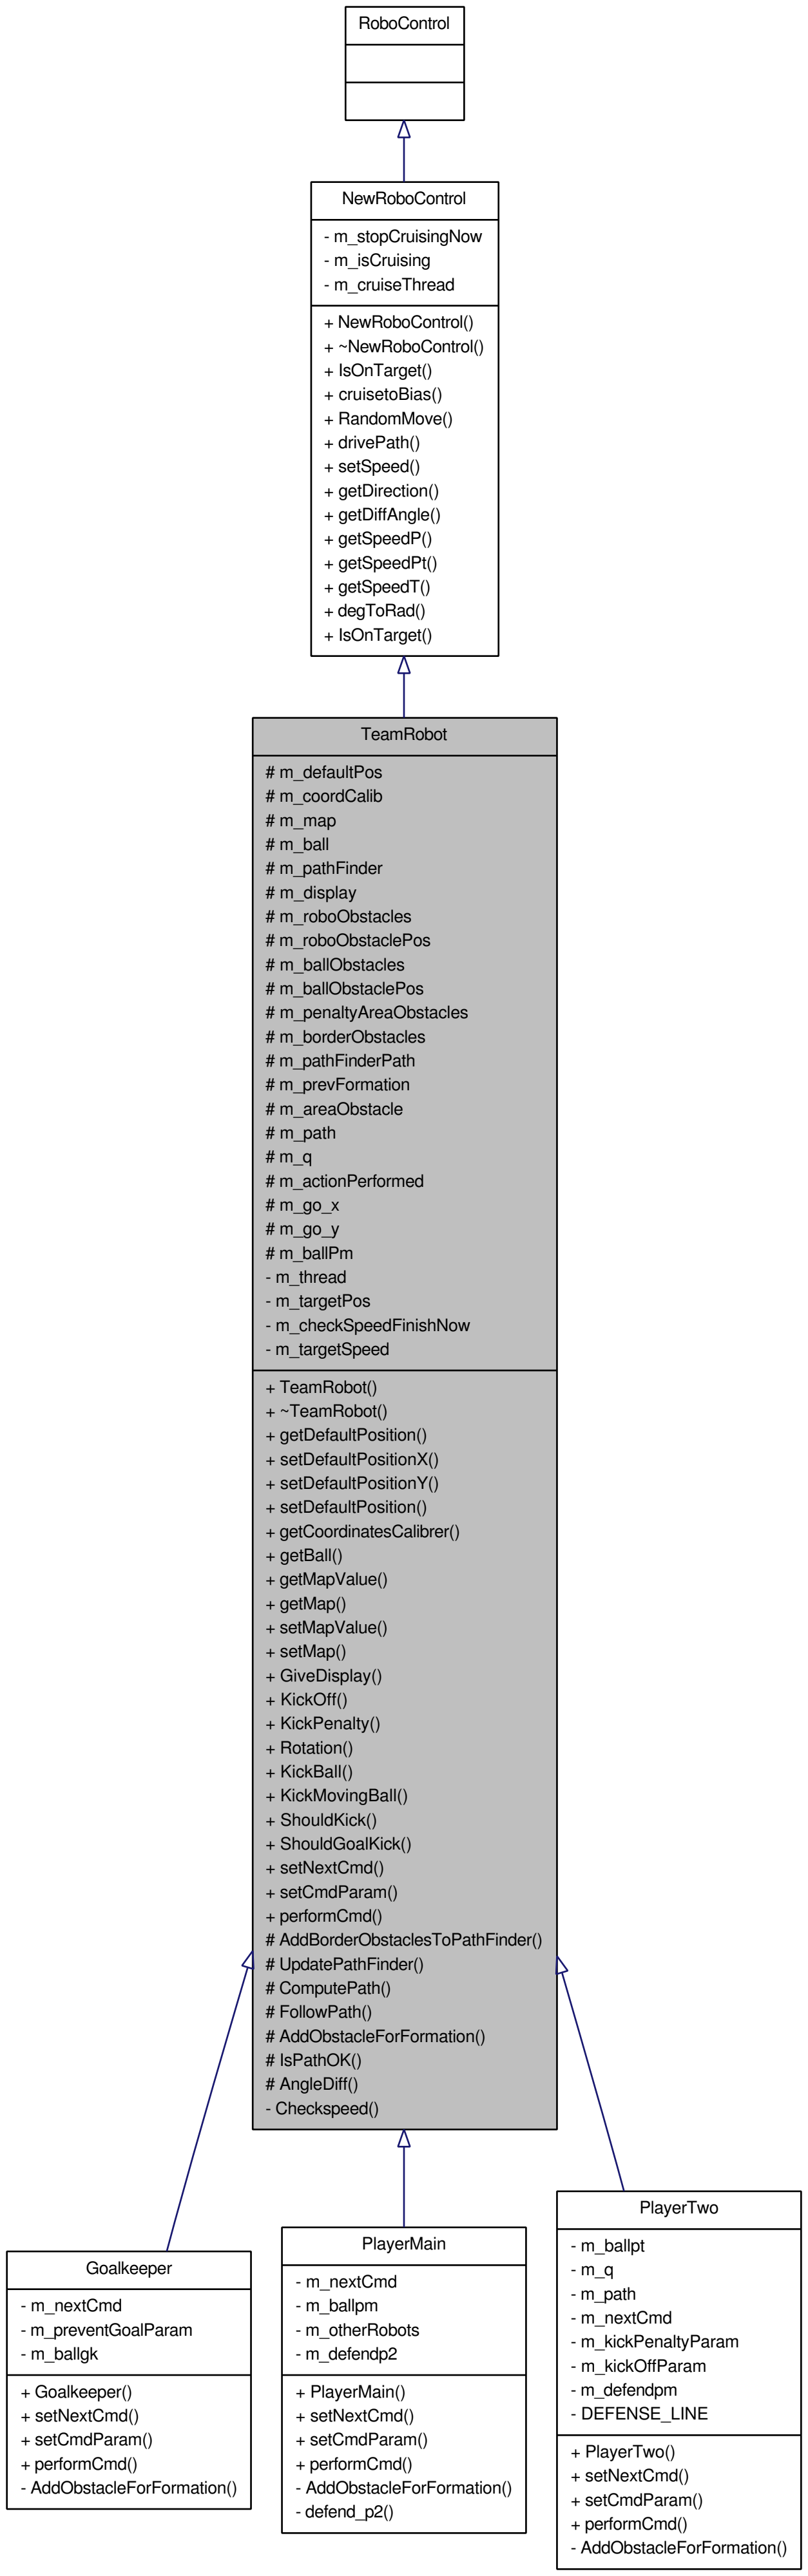 RoboControl
NewRoboControl
- m_stopCruisingNow
- m_isCruising
- m_cruiseThread
+ NewRoboControl()
+ ~NewRoboControl()
+ IsOnTarget()
+ cruisetoBias()
+ RandomMove()
+ drivePath()
+ setSpeed()
+ getDirection()
+ getDiffAngle()
+ getSpeedP()
+ getSpeedPt()
+ getSpeedT()
+ degToRad()
+ IsOnTarget()
TeamRobot
# m_defaultPos
# m_coordCalib
# m_map
# m_ball
# m_pathFinder
# m_display
# m_roboObstacles
# m_roboObstaclePos
# m_ballObstacles
# m_ballObstaclePos
# m_penaltyAreaObstacles
# m_borderObstacles
# m_pathFinderPath
# m_prevFormation
# m_areaObstacle
# m_path
# m_q
# m_actionPerformed
# m_go_x
# m_go_y
# m_ballPm
- m_thread
- m_targetPos
- m_checkSpeedFinishNow
- m_targetSpeed
+ TeamRobot()
+ ~TeamRobot()
+ getDefaultPosition()
+ setDefaultPositionX()
+ setDefaultPositionY()
+ setDefaultPosition()
+ getCoordinatesCalibrer()
+ getBall()
+ getMapValue()
+ getMap()
+ setMapValue()
+ setMap()
+ GiveDisplay()
+ KickOff()
+ KickPenalty()
+ Rotation()
+ KickBall()
+ KickMovingBall()
+ ShouldKick()
+ ShouldGoalKick()
+ setNextCmd()
+ setCmdParam()
+ performCmd()
# AddBorderObstaclesToPathFinder()
# UpdatePathFinder()
# ComputePath()
# FollowPath()
# AddObstacleForFormation()
# IsPathOK()
# AngleDiff()
- Checkspeed()
Goalkeeper
- m_nextCmd
- m_preventGoalParam
- m_ballgk
+ Goalkeeper()
+ setNextCmd()
+ setCmdParam()
+ performCmd()
- AddObstacleForFormation()
PlayerMain
- m_nextCmd
- m_ballpm
- m_otherRobots
- m_defendp2
+ PlayerMain()
+ setNextCmd()
+ setCmdParam()
+ performCmd()
- AddObstacleForFormation()
- defend_p2()
PlayerTwo
- m_ballpt
- m_q
- m_path
- m_nextCmd
- m_kickPenaltyParam
- m_kickOffParam
- m_defendpm
- DEFENSE_LINE
+ PlayerTwo()
+ setNextCmd()
+ setCmdParam()
+ performCmd()
- AddObstacleForFormation()